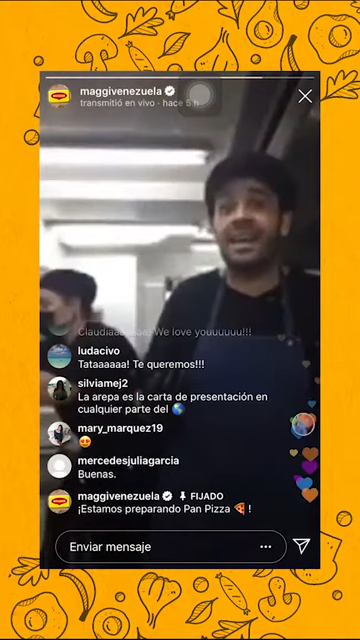 maggivenezuela
transmitió en vivo · hace 5 h
youuuuuu!!!
We love
ludacivo
Tataaaaaa! Te queremos!!!
silviamej2
La arepa es la carta de presentación en
cualquier parte del 🌎
mary_marquez19
😍
mercedesjuliagarcia
Buenas.
maggivenezuela FIJADO
¡Estamos preparando Pan Pizza 🍕 !
Enviar mensaje